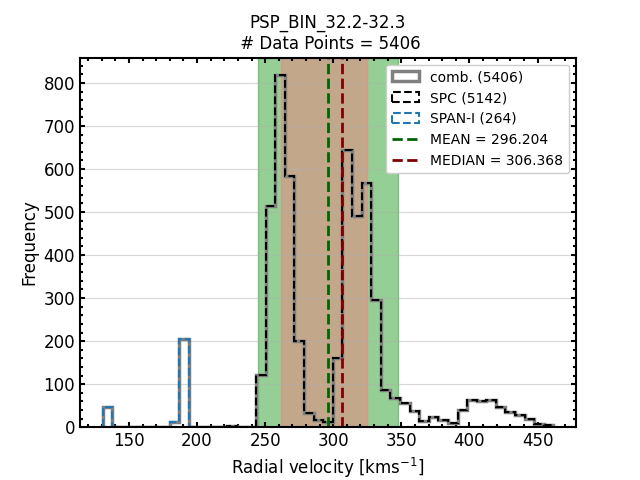 PSP_BIN_32.2-32.3
# Data Points = 5406
comb. (5406)
SPC (5142)
SPAN-I (264)
MEAN = 296.204
MEDIAN = 306.368
Frequency
800
700
600
500
400
300
200
100
0
150 200 250 300 350 400 450
Radial velocity [kms⁻¹]